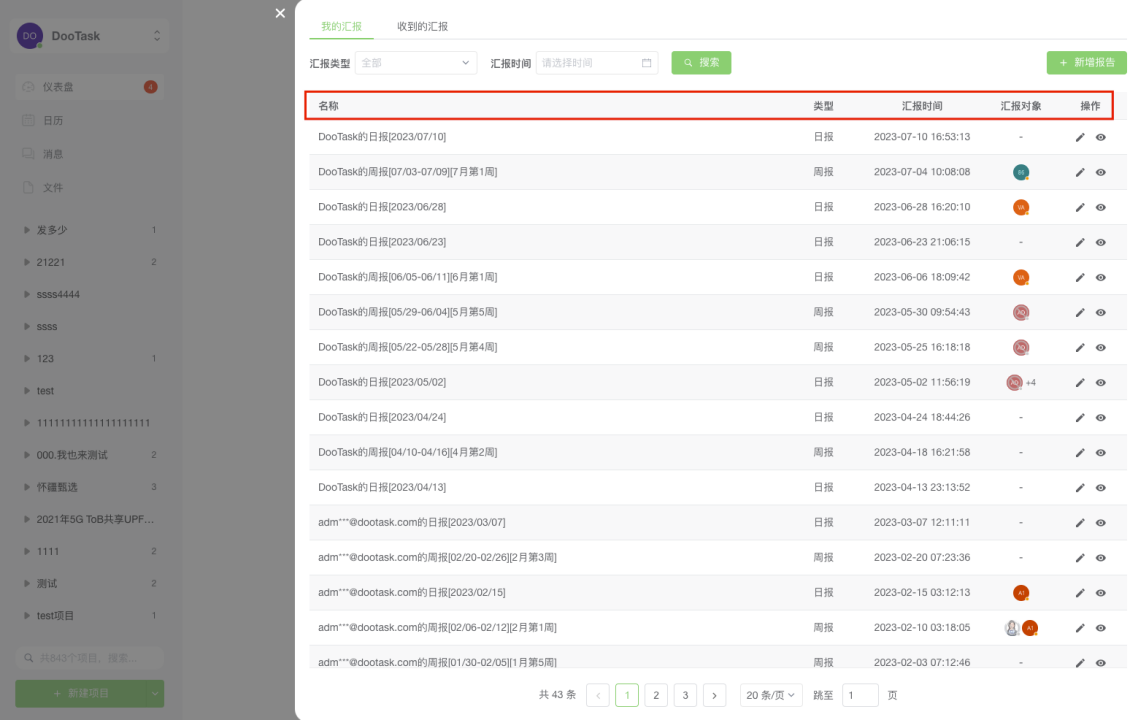 DO DooTask
仪表盘 4
日历
消息
文件
发多少 1
21221 2
ssss4444
ssss
123 1
test
11111111111111111111
000.我也来测试 2
怀疆甄选 3
2021年5G ToB共享UPF...
1111 2
测试 2
test项目 1
共843个项目，搜索...
+ 新建项目
我的汇报 收到的汇报
汇报类型 全部 汇报时间 请选择时间 搜索 + 新增报告
名称 类型 汇报时间 汇报对象 操作
DooTask的日报[2023/07/10] 日报 2023-07-10 16:53:13 -
DooTask的周报[07/03-07/09][7月第1周] 周报 2023-07-04 10:08:08
DooTask的日报[2023/06/28] 日报 2023-06-28 16:20:10 VA
DooTask的日报[2023/06/23] 日报 2023-06-23 21:06:15 -
DooTask的周报[06/05-06/11][6月第1周] 日报 2023-06-06 18:09:42 VA
DooTask的周报[05/29-06/04][5月第5周] 周报 2023-05-30 09:54:43 AD
DooTask的周报[05/22-05/28][5月第4周] 周报 2023-05-25 16:18:18 AD
DooTask的日报[2023/05/02] 日报 2023-05-02 11:56:19 AD +4
DooTask的日报[2023/04/24] 日报 2023-04-24 18:44:26 -
DooTask的周报[04/10-04/16][4月第2周] 周报 2023-04-18 16:21:58 -
DooTask的日报[2023/04/13] 日报 2023-04-13 23:13:52 -
adm***@dootask.com的日报[2023/03/07] 日报 2023-03-07 12:11:11 -
adm***@dootask.com的周报[02/20-02/26][2月第3周] 周报 2023-02-20 07:23:36 -
adm***@dootask.com的日报[2023/02/15] 日报 2023-02-15 03:12:13 A1
adm***@dootask.com的周报[02/06-02/12][2月第1周] 周报 2023-02-10 03:18:05 A1
adm***@dootask.com的周报[01/30-02/05][1月第5周] 周报 2023-02-03 07:12:46 -
共 43 条 < 1 2 3 > 20 条/页 跳至 1 页